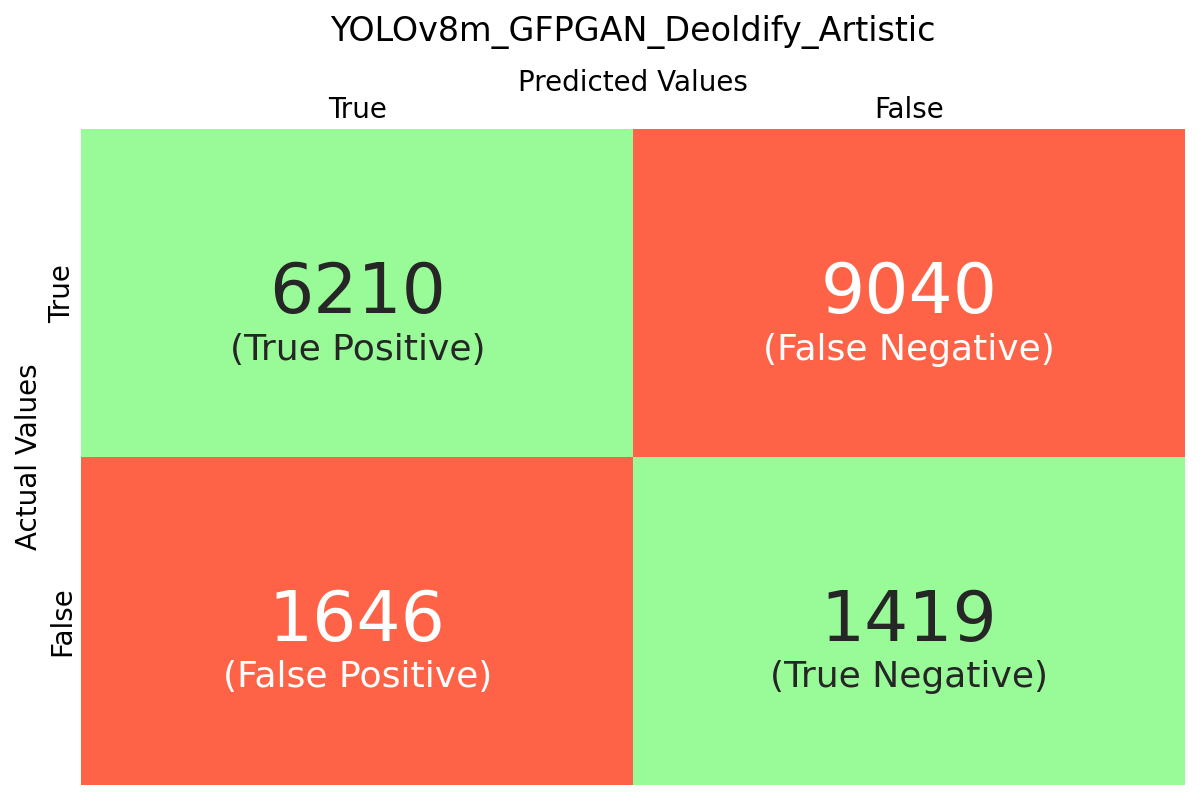 YOLOv8m_GFPGAN_Deoldify_Artistic
Predicted Values
True False
True
6210 9040
(True Positive) (False Negative)
Actual Values
False
1646 1419
(False Positive) (True Negative)